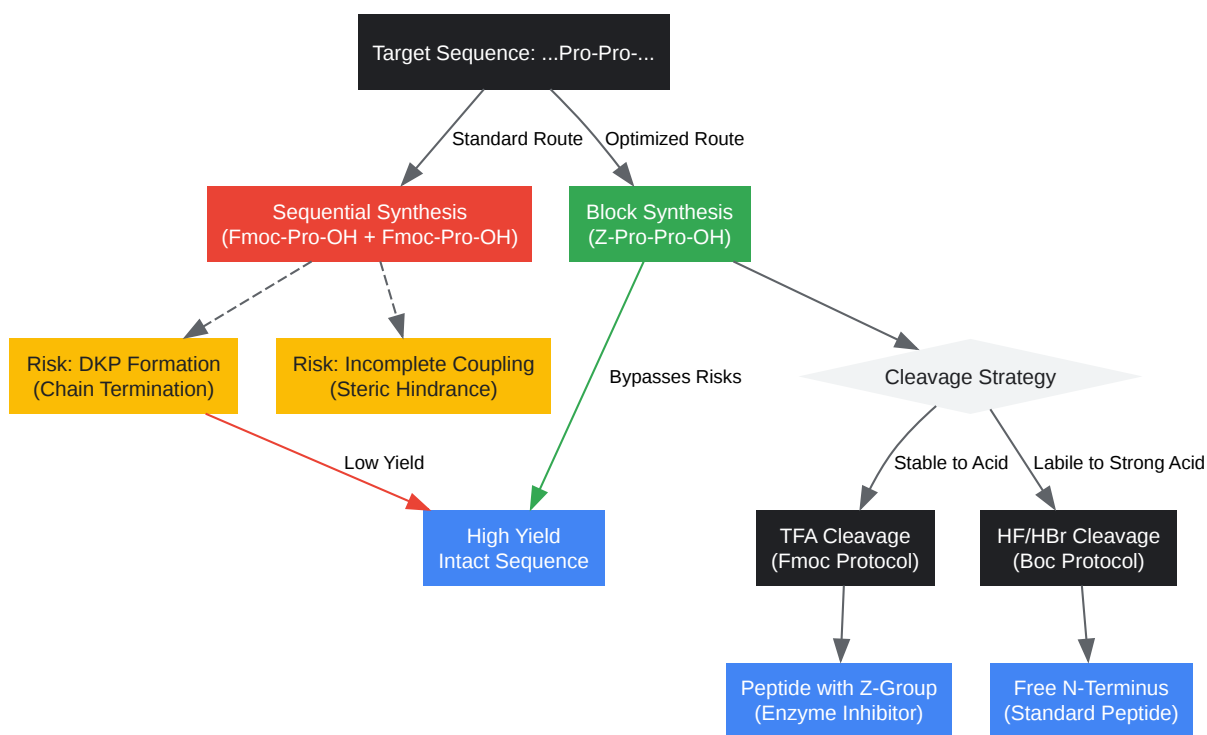 Target Sequence: ...Pro-Pro-...
Standard Route
Optimized Route
Sequential Synthesis
(Fmoc-Pro-OH + Fmoc-Pro-OH)
Block Synthesis
(Z-Pro-Pro-OH)
Risk: DKP Formation
(Chain Termination)
Risk: Incomplete Coupling
(Steric Hindrance)
Bypasses Risks
Cleavage Strategy
Low Yield
Stable to Acid
Labile to Strong Acid
High Yield
Intact Sequence
TFA Cleavage
(Fmoc Protocol)
HF/HBr Cleavage
(Boc Protocol)
Peptide with Z-Group
(Enzyme Inhibitor)
Free N-Terminus
(Standard Peptide)